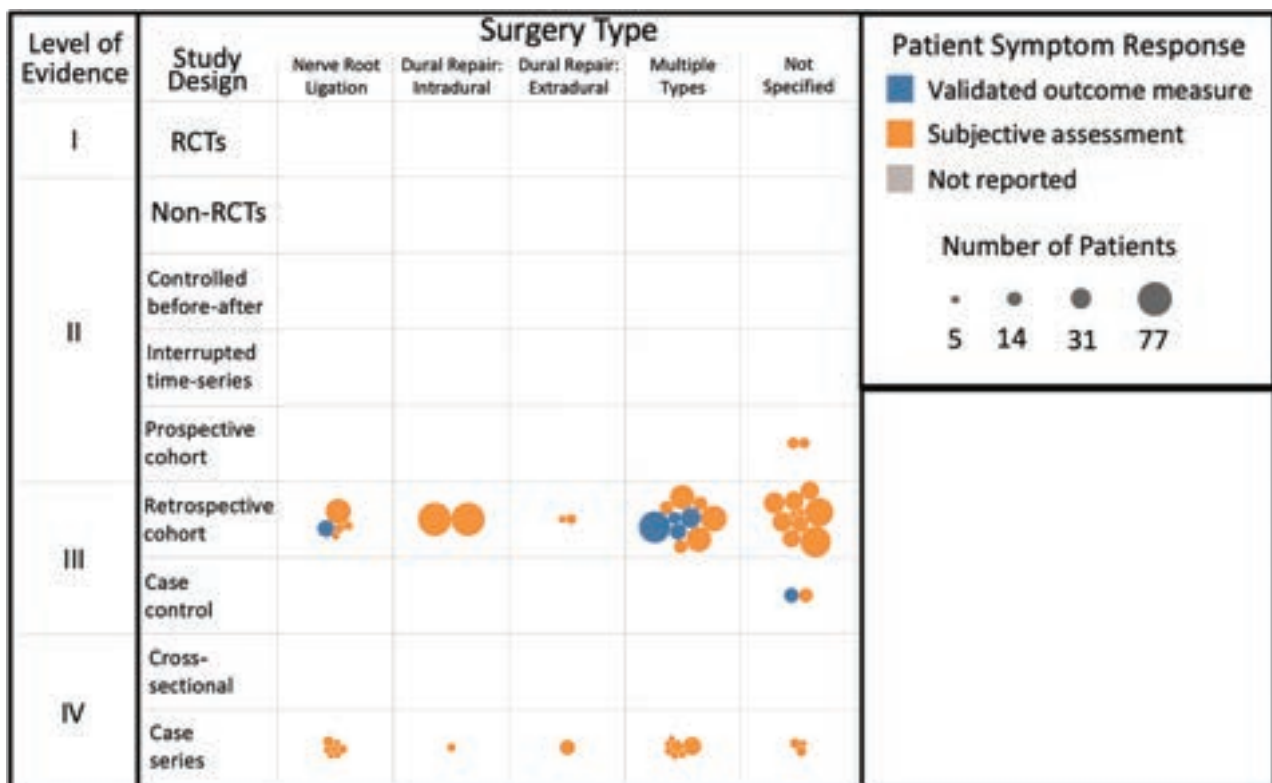 Level of
Evidence
Study
Design
Surgery Type
Nerve Root
Ligation
Dural Repair:
Intradural
Dural Repair:
Extradural
Multiple
Types
Not
Specified
I
RCTs
II
Non-RCTs
Controlled
before-after
Interrupted
time-series
Prospective
cohort
III
Retrospective
cohort
Case
control
IV
Cross-
sectional
Case
series
Patient Symptom Response
Validated outcome measure
Subjective assessment
Not reported
Number of Patients
5 14 31 77